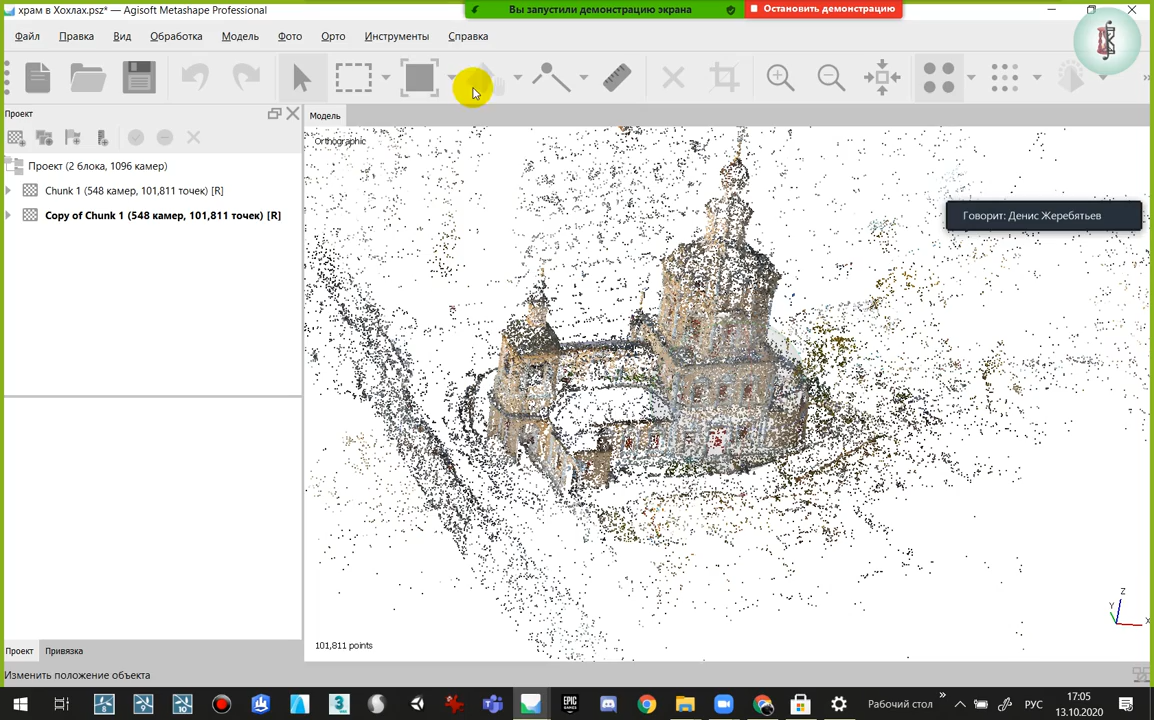 храм в Хохлах.psz* — Agisoft Metashape Professional
Вы запустили демонстрацию экрана
Остановить демонстрацию
Файл Правка Вид Обработка Модель Фото Орто Инструменты Справка
Проект
Модель
Orthographic
Проект (2 блока, 1096 камер)
Chunk 1 (548 камер, 101,811 точек) [R]
Copy of Chunk 1 (548 камер, 101,811 точек) [R]
Говорит: Денис Жеребятьев
Z
Y
X
101,811 points
Проект Привязка
Изменить положение объекта
Рабочий стол
РУС
17:05
13.10.2020